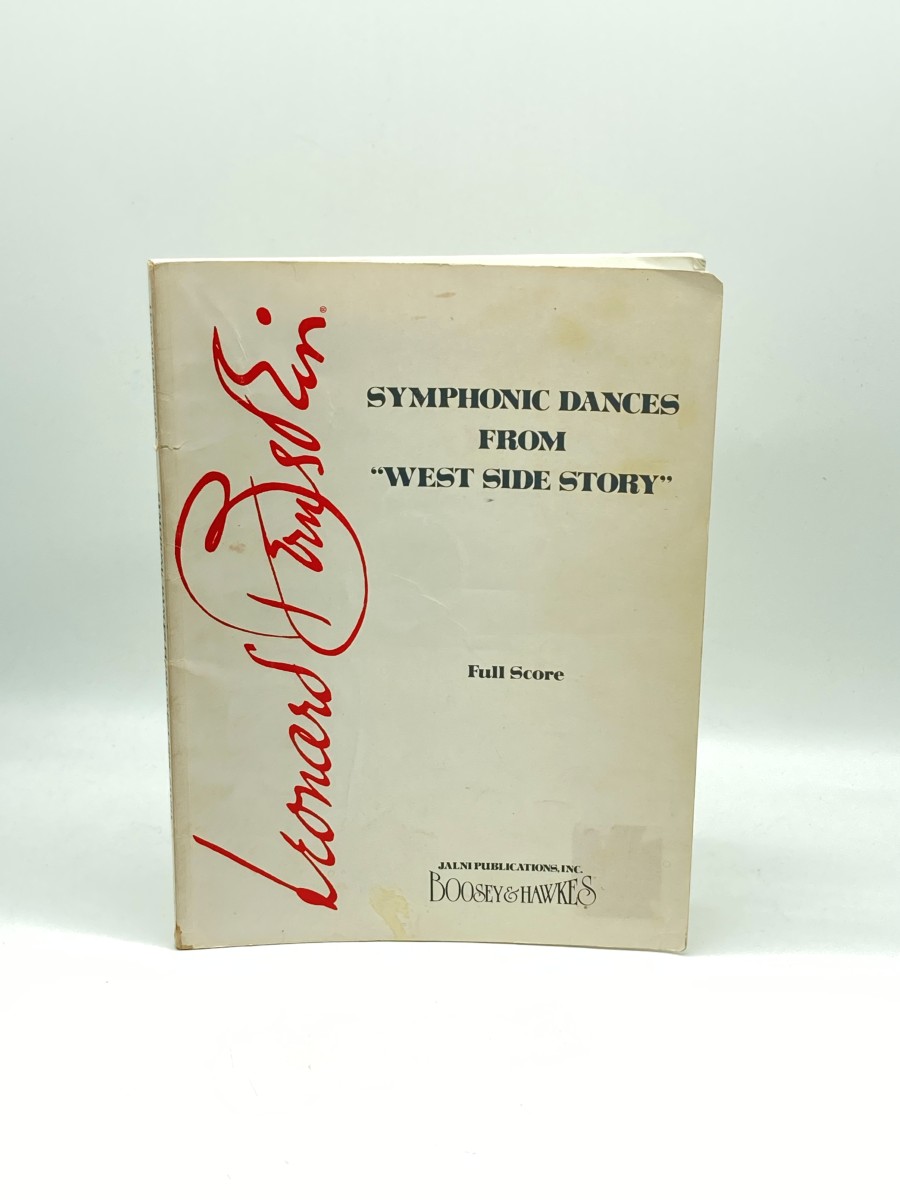 Leonard Bernstein®
SYMPHONIC DANCES
FROM
“WEST SIDE STORY”
Full Score
JALNI PUBLICATIONS, INC.
BOOSEY & HAWKES